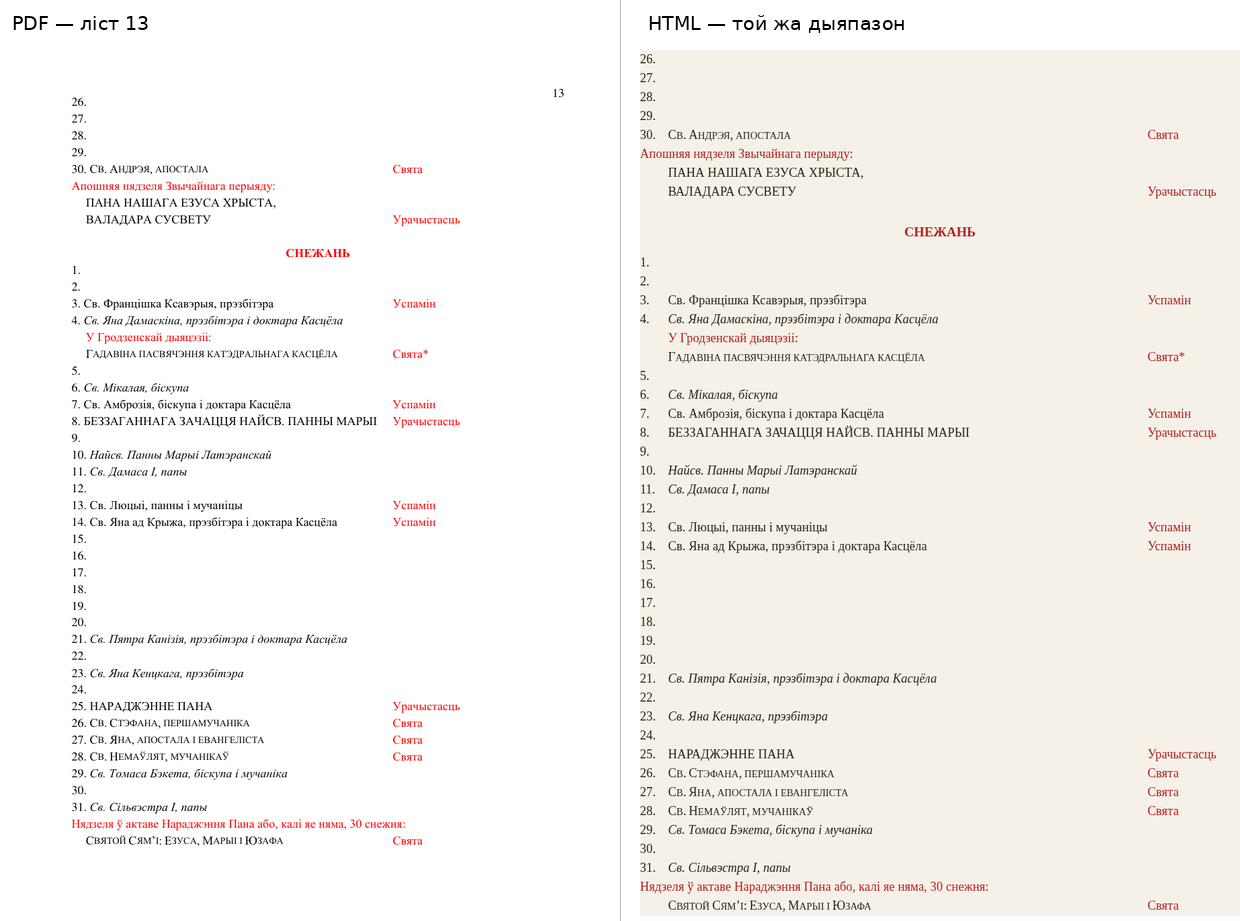 PDF — ліст 13
13
26.
27.
28.
29.
30. Св. Андрэя, апостала Свята
Апошняя нядзеля Звычайнага перыяду:
ПАНА НАШАГА ЕЗУСА ХРЫСТА,
ВАЛАДАРА СУСВЕТУ Урачыстасць
СНЕЖАНЬ
1.
2.
3. Св. Францішка Ксавэрыя, прэзбітэра Успамін
4. Св. Яна Дамаскіна, прэзбітэра і доктара Касцёла
У Гродзенскай дыяцэзіі:
Гадавіна пасвячэння катэдральнага касцёла Свята*
5.
6. Св. Мікалая, біскупа
7. Св. Амброзія, біскупа і доктара Касцёла Успамін
8. БЕЗЗАГАННАГА ЗАЧАЦЦЯ НАЙСВ. ПАННЫ МАРЫІ Урачыстасць
9.
10. Найсв. Панны Марыі Латэранскай
11. Св. Дамаса I, папы
12.
13. Св. Люцыі, панны і мучаніцы Успамін
14. Св. Яна ад Крыжа, прэзбітэра і доктара Касцёла Успамін
15.
16.
17.
18.
19.
20.
21. Св. Пятра Канізія, прэзбітэра і доктара Касцёла
22.
23. Св. Яна Кенцкага, прэзбітэра
24.
25. НАРАДЖЭННЕ ПАНА Урачыстасць
26. Св. Стэфана, першамучаніка Свята
27. Св. Яна, апостала і евангеліста Свята
28. Св. Немаўлят, мучанікаў Свята
29. Св. Томаса Бэкета, біскупа і мучаніка
30.
31. Св. Сільвэстра I, папы
Нядзеля ў актаве Нараджэння Пана або, калі яе няма, 30 снежня:
Святой Сям’і: Езуса, Марыі і Юзафа Свята
HTML — той жа дыяпазон
26.
27.
28.
29.
30. Св. Андрэя, апостала Свята
Апошняя нядзеля Звычайнага перыяду:
ПАНА НАШАГА ЕЗУСА ХРЫСТА,
ВАЛАДАРА СУСВЕТУ Урачыстасць
СНЕЖАНЬ
1.
2.
3. Св. Францішка Ксавэрыя, прэзбітэра Успамін
4. Св. Яна Дамаскіна, прэзбітэра і доктара Касцёла
У Гродзенскай дыяцэзіі:
Гадавіна пасвячэння катэдральнага касцёла Свята*
5.
6. Св. Мікалая, біскупа
7. Св. Амброзія, біскупа і доктара Касцёла Успамін
8. БЕЗЗАГАННАГА ЗАЧАЦЦЯ НАЙСВ. ПАННЫ МАРЫІ Урачыстасць
9.
10. Найсв. Панны Марыі Латэранскай
11. Св. Дамаса I, папы
12.
13. Св. Люцыі, панны і мучаніцы Успамін
14. Св. Яна ад Крыжа, прэзбітэра і доктара Касцёла Успамін
15.
16.
17.
18.
19.
20.
21. Св. Пятра Канізія, прэзбітэра і доктара Касцёла
22.
23. Св. Яна Кенцкага, прэзбітэра
24.
25. НАРАДЖЭННЕ ПАНА Урачыстасць
26. Св. Стэфана, першамучаніка Свята
27. Св. Яна, апостала і евангеліста Свята
28. Св. Немаўлят, мучанікаў Свята
29. Св. Томаса Бэкета, біскупа і мучаніка
30.
31. Св. Сільвэстра I, папы
Нядзеля ў актаве Нараджэння Пана або, калі яе няма, 30 снежня:
Святой Сям’і: Езуса, Марыі і Юзафа Свята